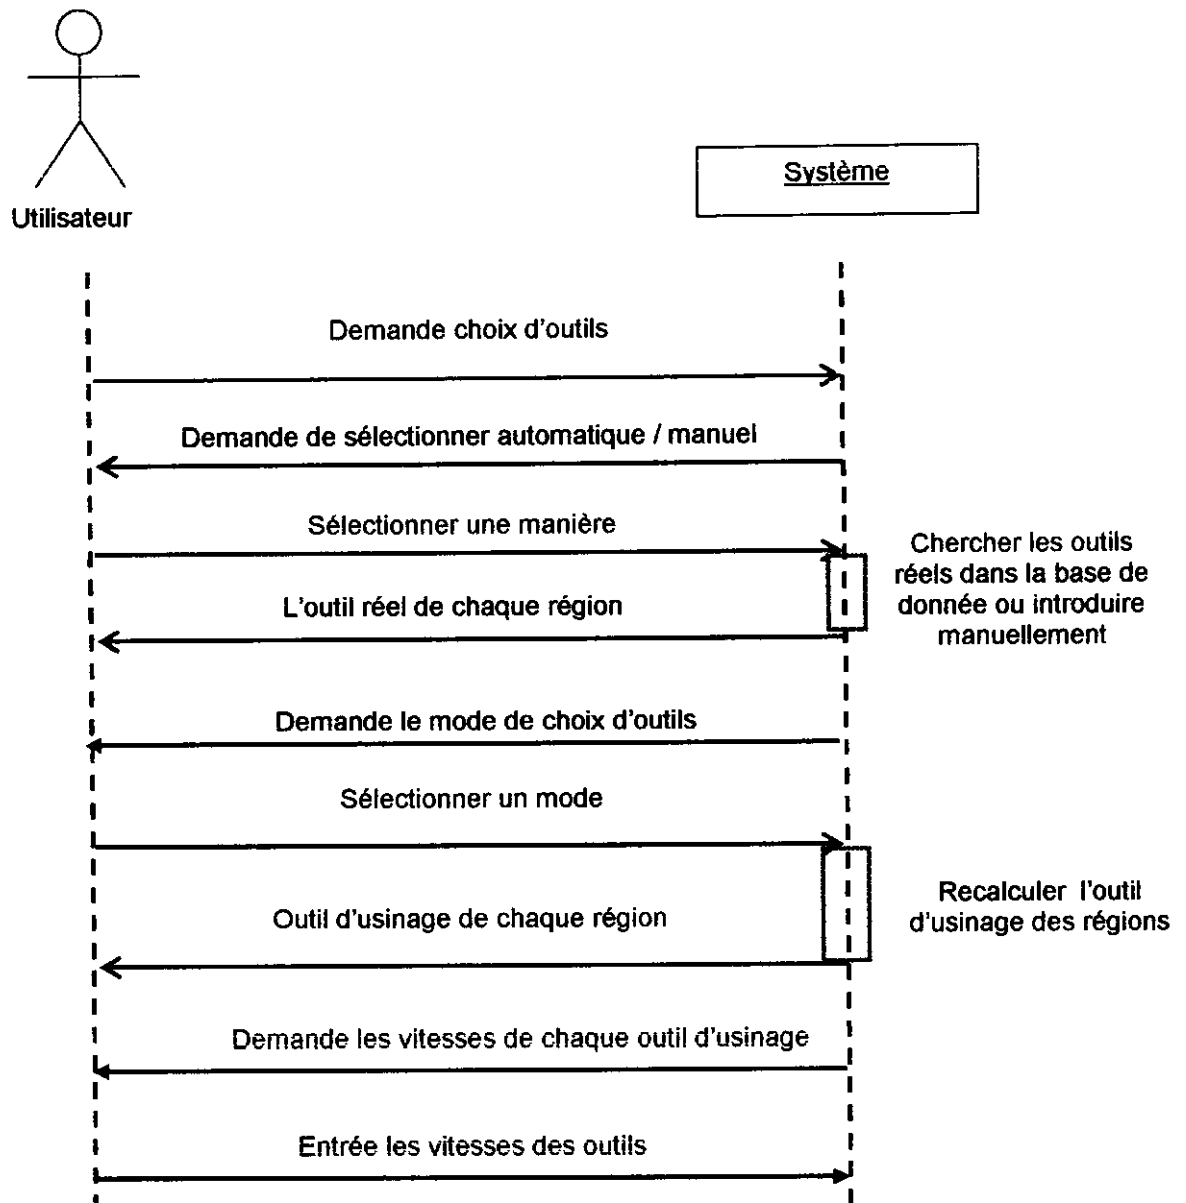 Système
Utilisateur
Demande choix d'outils
Demande de sélectionner automatique / manuel
Sélectionner une manière
Chercher les outils
réels dans la base de
donnée ou introduire
manuellement
L'outil réel de chaque région
Demande le mode de choix d'outils
Sélectionner un mode
Recalculer l'outil
d'usinage des régions
Outil d'usinage de chaque région
Demande les vitesses de chaque outil d'usinage
Entrée les vitesses des outils